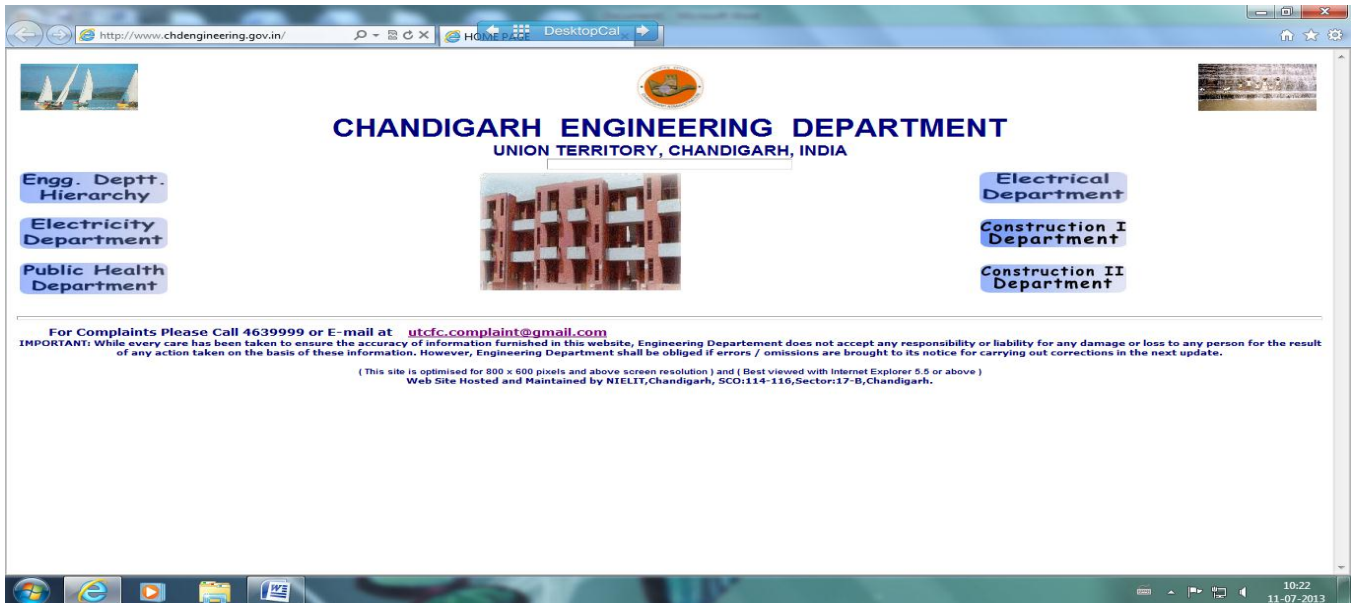 http://www.chdengineering.gov.in/
HOME PAGE
DesktopCal
CHANDIGARH ENGINEERING DEPARTMENT
UNION TERRITORY, CHANDIGARH, INDIA
Engg. Deptt.
Hierarchy
Electricity
Department
Public Health
Department
Electrical
Department
Construction I
Department
Construction II
Department
For Complaints Please Call 4639999 or E-mail at utcfc.complaint@gmail.com
IMPORTANT: While every care has been taken to ensure the accuracy of information furnished in this website, Engineering Departement does not accept any responsibility or liability for any damage or loss to any person for the result
of any action taken on the basis of these information. However, Engineering Department shall be obliged if errors / omissions are brought to its notice for carrying out corrections in the next update.
( This site is optimised for 800 x 600 pixels and above screen resolution ) and ( Best viewed with Internet Explorer 5.5 or above )
Web Site Hosted and Maintained by NIELIT,Chandigarh, SCO:114-116,Sector:17-B,Chandigarh.
10:22
11-07-2013